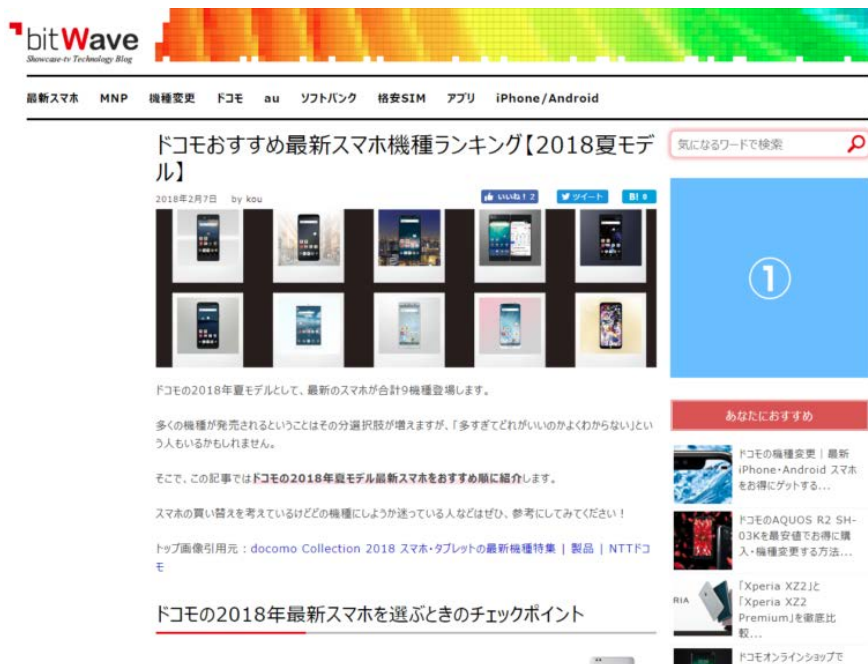 bitWave
Showcase-tv Technology Blog
最新スマホ MNP 機種変更 ドコモ au ソフトバンク 格安SIM アプリ iPhone/Android
ドコモおすすめ最新スマホ機種ランキング【2018夏モデ
ル】
2018年2月7日 by kou
いいね！2 ツイート B! 0
気になるワードで検索
①
ドコモの2018年夏モデルとして、最新のスマホが合計9機種登場します。
多くの機種が発売されるということはその分選択肢が増えますが、「多すぎてどれがいいのかよくわからない」とい
う人もいるかもしれません。
そこで、この記事ではドコモの2018年夏モデル最新スマホをおすすめ順に紹介します。
スマホの買い替えを考えているけどどの機種にしようか迷っている人などはぜひ、参考にしてみてください！
トップ画像引用元：docomo Collection 2018 スマホ・タブレットの最新機種特集 | 製品 | NTTドコ
モ
ドコモの2018年最新スマホを選ぶときのチェックポイント
あなたにおすすめ
ドコモの機種変更｜最新
iPhone・Android スマホ
をお得にゲットする...
ドコモのAQUOS R2 SH-
03Kを最安値でお得に購
入・機種変更する方法...
RIA
「Xperia XZ2」と
「Xperia XZ2
Premium」を徹底比
較...
ドコモオンラインショップで